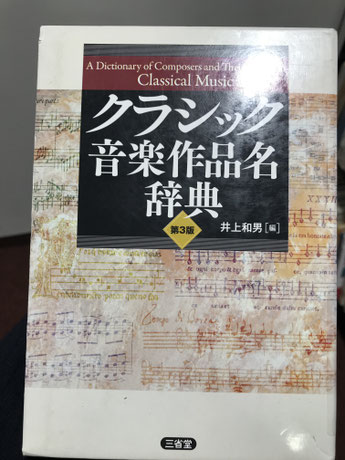 A Dictionary of Composers and Their
Classical Music
クラシック
音楽作品名
辞典
第3版
井上和男[編]
三省堂